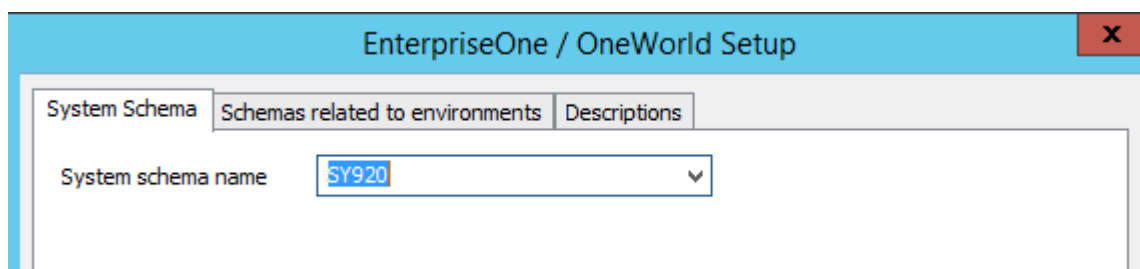 EnterpriseOne / OneWorld Setup
x
System Schema Schemas related to environments Descriptions
System schema name SY920